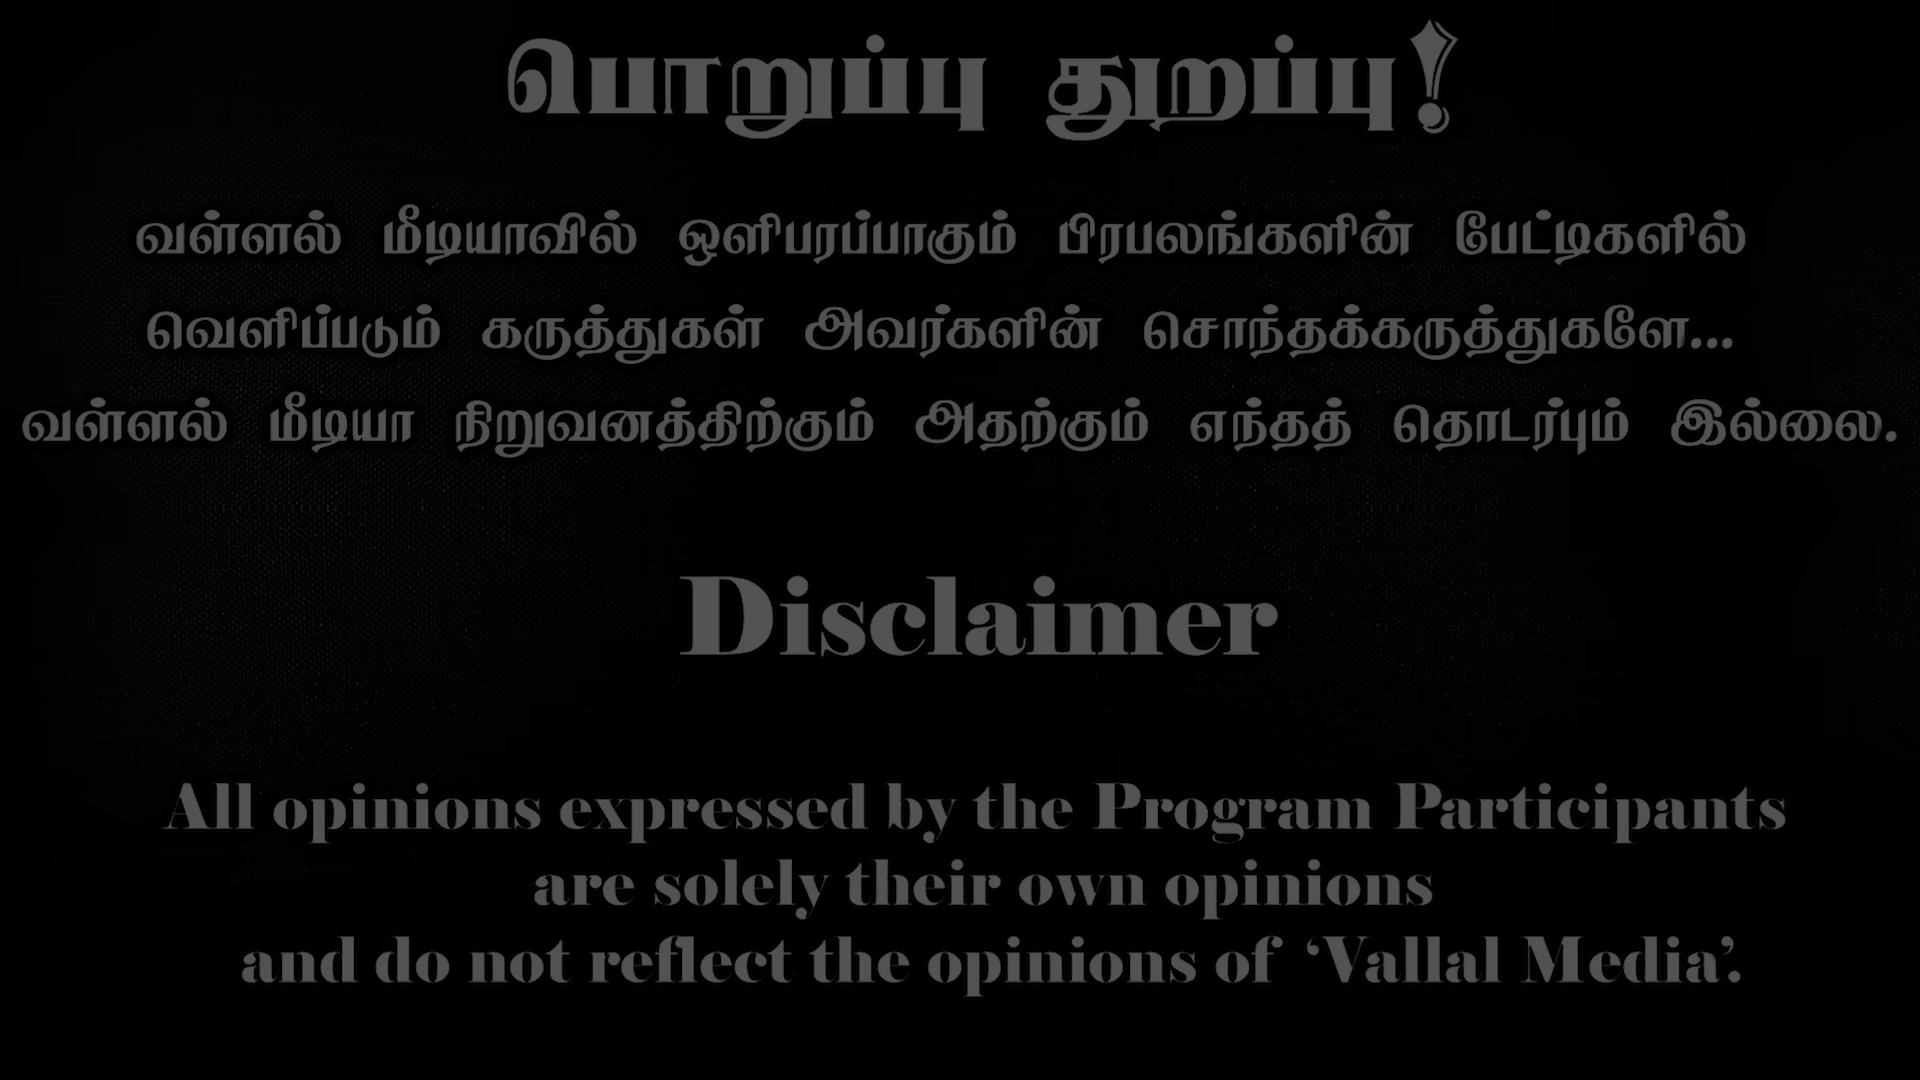 பொறுப்பு துறப்பு!
வள்ளல் மீடியாவில் ஒளிபரப்பாகும் பிரபலங்களின் பேட்டிகளில்
வெளிப்படும் கருத்துகள் அவர்களின் சொந்தக்கருத்துகளே...
வள்ளல் மீடியா நிறுவனத்திற்கும் அதற்கும் எந்தத் தொடர்பும் இல்லை.
Disclaimer
All opinions expressed by the Program Participants
are solely their own opinions
and do not reflect the opinions of ‘Vallal Media’.